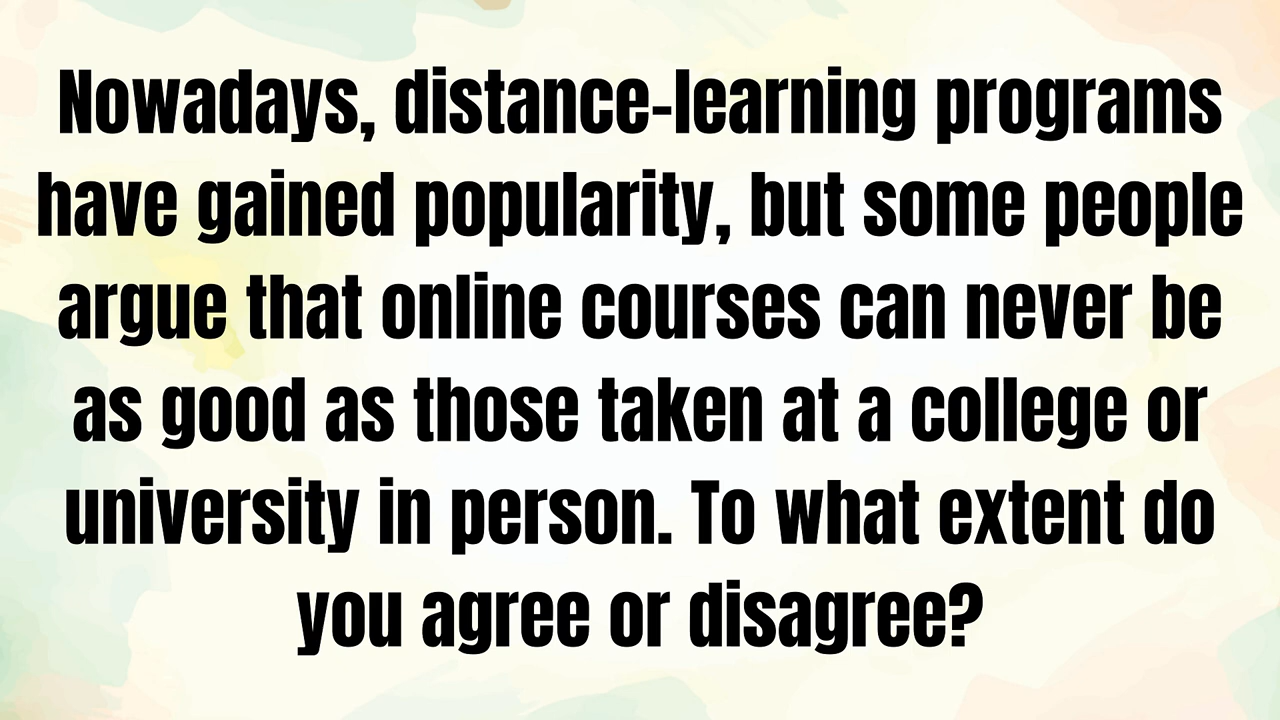 Nowadays, distance-learning programs
have gained popularity, but some people
argue that online courses can never be
as good as those taken at a college or
university in person. To what extent do
you agree or disagree?